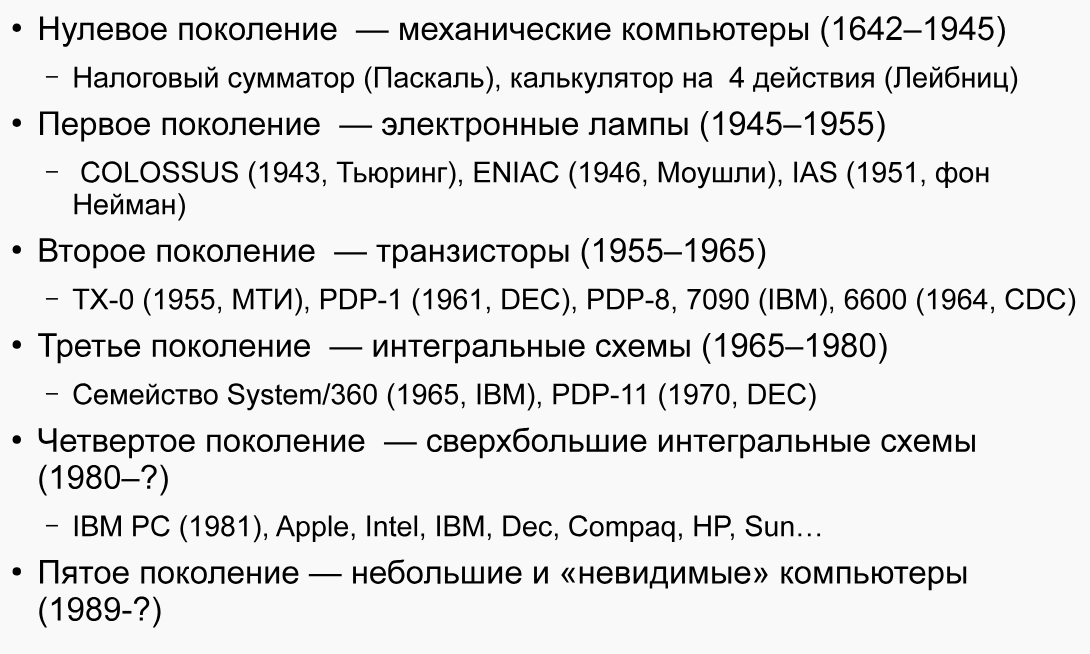 • Нулевое поколение — механические компьютеры (1642–1945)
– Налоговый сумматор (Паскаль), калькулятор на 4 действия (Лейбниц)
• Первое поколение — электронные лампы (1945–1955)
– COLOSSUS (1943, Тьюринг), ENIAC (1946, Моушли), IAS (1951, фон
Нейман)
• Второе поколение — транзисторы (1955–1965)
– TX-0 (1955, МТИ), PDP-1 (1961, DEC), PDP-8, 7090 (IBM), 6600 (1964, CDC)
• Третье поколение — интегральные схемы (1965–1980)
– Семейство System/360 (1965, IBM), PDP-11 (1970, DEC)
• Четвертое поколение — сверхбольшие интегральные схемы
(1980–?)
– IBM PC (1981), Apple, Intel, IBM, Dec, Compaq, HP, Sun…
• Пятое поколение — небольшие и «невидимые» компьютеры
(1989-?)